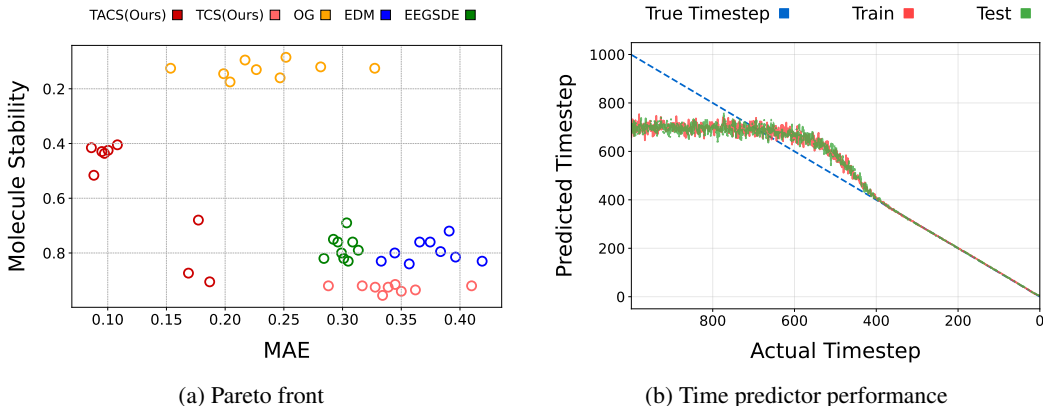 TACS(Ours) TCS(Ours) OG EDM EEGSDE
Molecule Stability
0.2
0.4
0.6
0.8
0.10 0.15 0.20 0.25 0.30 0.35 0.40
MAE
(a) Pareto front
True Timestep Train Test
Predicted Timestep
1000
800
600
400
200
0
800 600 400 200 0
Actual Timestep
(b) Time predictor performance